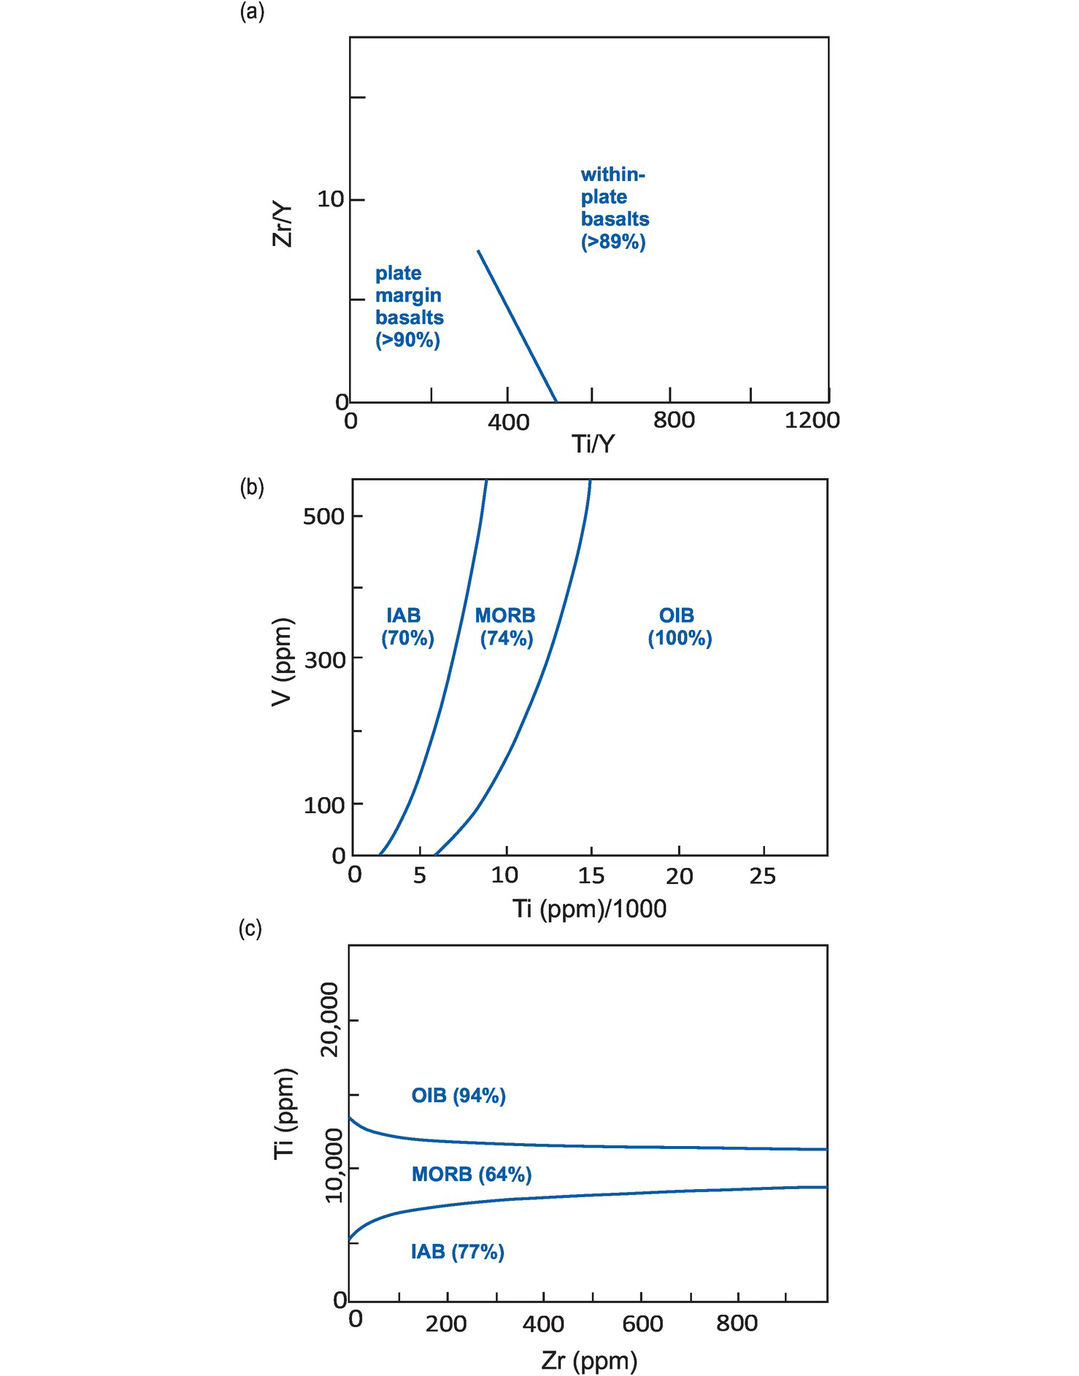 (a)
Zr/Y
10
0
within-
plate
basalts
(>89%)
plate
margin
basalts
(>90%)
0 400 800 1200
Ti/Y
(b)
V (ppm)
500
300
100
0
IAB
(70%)
MORB
(74%)
OIB
(100%)
0 5 10 15 20 25
Ti (ppm)/1000
(c)
Ti (ppm)
20,000
10,000
0
OIB (94%)
MORB (64%)
IAB (77%)
0 200 400 600 800
Zr (ppm)